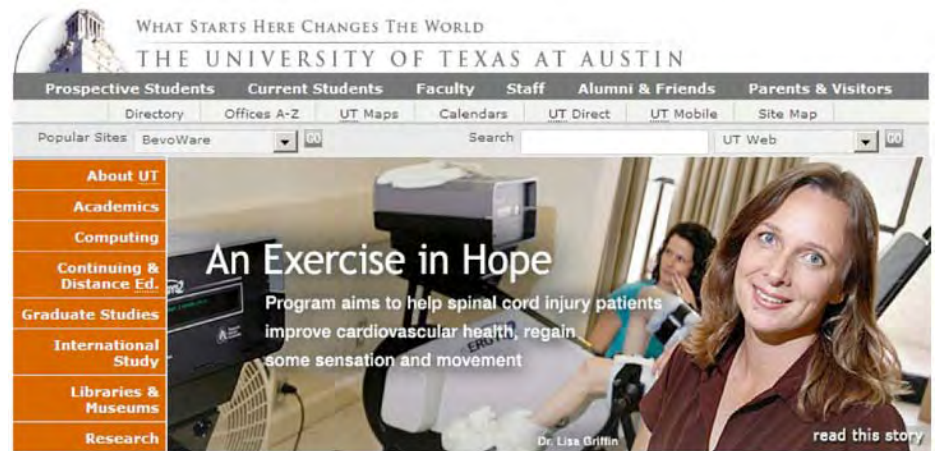 WHAT STARTS HERE CHANGES THE WORLD
THE UNIVERSITY OF TEXAS AT AUSTIN
Prospective Students Current Students Faculty Staff Alumni & Friends Parents & Visitors
Directory Offices A-Z UT Maps Calendars UT Direct UT Mobile Site Map
Popular Sites BevoWare GO Search UT Web GO
About UT
Academics
Computing
Continuing &
Distance Ed.
Graduate Studies
International
Study
Libraries &
Museums
Research
An Exercise in Hope
Program aims to help spinal cord injury patients
improve cardiovascular health, regain
some sensation and movement
Dr. Lisa Griffin
read this story